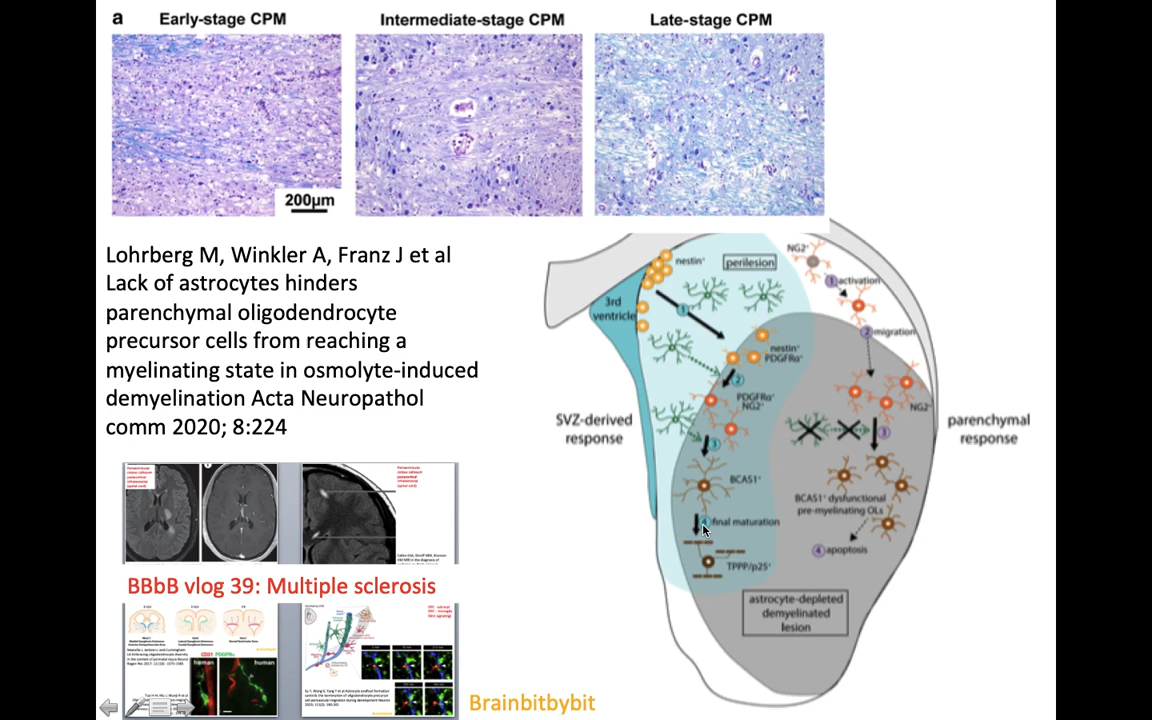 a
Early-stage CPM
Intermediate-stage CPM
Late-stage CPM
200µm
Lohrberg M, Winkler A, Franz J et al
Lack of astrocytes hinders
parenchymal oligodendrocyte
precursor cells from reaching a
myelinating state in osmolyte-induced
demyelination Acta Neuropathol
comm 2020; 8:224
nestin⁺
perilesion
NG2⁺
1
activation
3rd
ventricle
1
2
migration
nestin⁺
PDGFRα⁺
2
PDGFRα⁺
NG2⁺
NG2⁺
SVZ-derived
response
parenchymal
response
3
3
BCAS1⁺
BCAS1⁺ dysfunctional
pre-myelinating OLs
final maturation
4
apoptosis
TPPP/p25⁺
astrocyte-depleted
demyelinated
lesion
BBbB vlog 39: Multiple sclerosis
human
human
Brainbitbybit